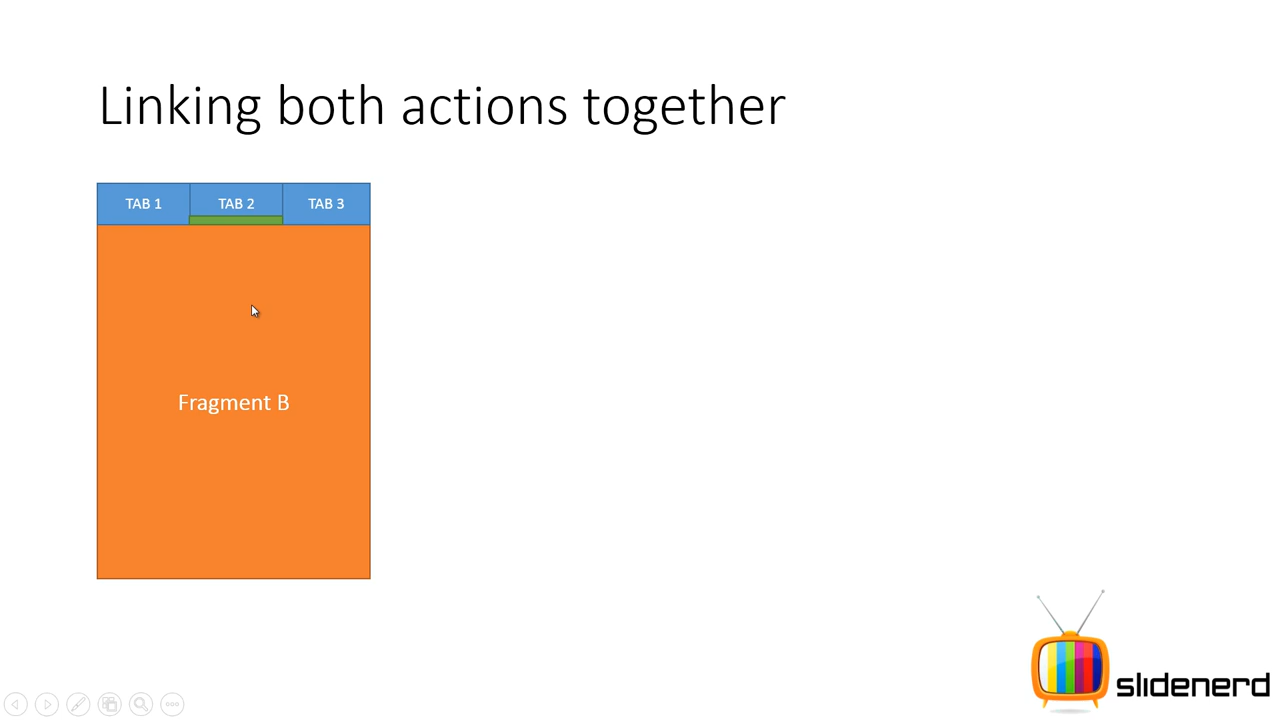 Linking both actions together
TAB 1 TAB 2 TAB 3
Fragment B
slidenerd